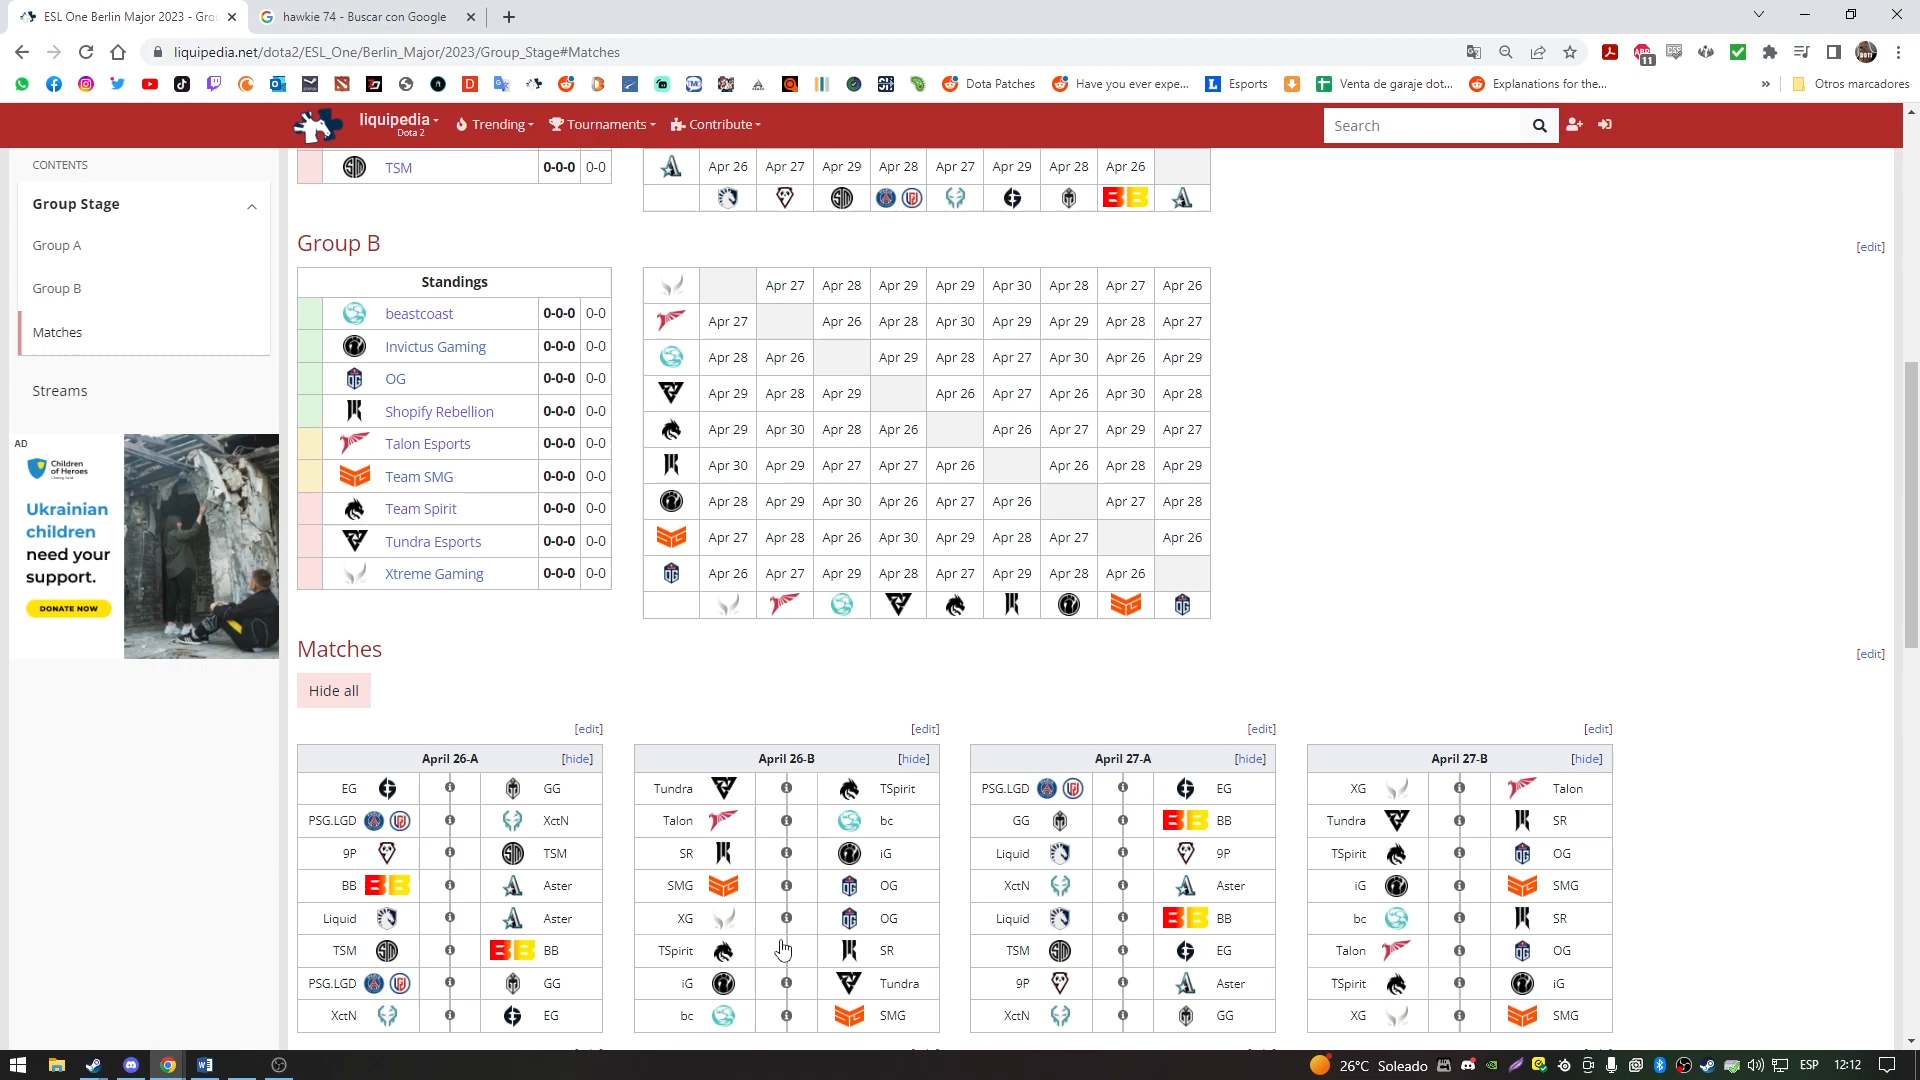 ESL One Berlin Major 2023 - Gro
hawkie 74 - Buscar con Google
liquipedia.net/dota2/ESL_One/Berlin_Major/2023/Group_Stage#Matches
11
Dota Patches
Have you ever expe...
Esports
Venta de garaje dot...
Explanations for the...
»
Otros marcadores
liquipedia
Dota 2
Trending
Tournaments
Contribute
Search
CONTENTS
Group Stage
Group A
Group B
Matches
Streams
AD
Children
of Heroes
Ukrainian
children
need your
support.
DONATE NOW
TSM 0-0-0 0-0
Apr 26 Apr 27 Apr 29 Apr 28 Apr 27 Apr 29 Apr 28 Apr 26
Group B
[edit]
Standings
beastcoast 0-0-0 0-0
Invictus Gaming 0-0-0 0-0
OG 0-0-0 0-0
Shopify Rebellion 0-0-0 0-0
Talon Esports 0-0-0 0-0
Team SMG 0-0-0 0-0
Team Spirit 0-0-0 0-0
Tundra Esports 0-0-0 0-0
Xtreme Gaming 0-0-0 0-0
Apr 27 Apr 28 Apr 29 Apr 29 Apr 30 Apr 28 Apr 27 Apr 26
Apr 27 Apr 26 Apr 28 Apr 30 Apr 29 Apr 29 Apr 28 Apr 27
Apr 28 Apr 26 Apr 29 Apr 28 Apr 27 Apr 30 Apr 26 Apr 29
Apr 29 Apr 28 Apr 29 Apr 26 Apr 27 Apr 26 Apr 30 Apr 28
Apr 29 Apr 30 Apr 28 Apr 26 Apr 26 Apr 27 Apr 29 Apr 27
Apr 30 Apr 29 Apr 27 Apr 27 Apr 26 Apr 26 Apr 28 Apr 29
Apr 28 Apr 29 Apr 30 Apr 26 Apr 27 Apr 26 Apr 27 Apr 28
Apr 27 Apr 28 Apr 26 Apr 30 Apr 29 Apr 28 Apr 27 Apr 26
Apr 26 Apr 27 Apr 29 Apr 28 Apr 27 Apr 29 Apr 28 Apr 26
Matches
[edit]
Hide all
[edit]
April 26-A [hide]
EG GG
PSG.LGD XctN
9P TSM
BB Aster
Liquid Aster
TSM BB
PSG.LGD GG
XctN EG
[edit]
April 26-B [hide]
Tundra TSpirit
Talon bc
SR iG
SMG OG
XG OG
TSpirit SR
iG Tundra
bc SMG
[edit]
April 27-A [hide]
PSG.LGD EG
GG BB
Liquid 9P
XctN Aster
Liquid BB
TSM EG
9P Aster
XctN GG
[edit]
April 27-B [hide]
XG Talon
Tundra SR
TSpirit OG
iG SMG
bc SR
Talon OG
TSpirit iG
XG SMG
26°C Soleado
ESP
12:12